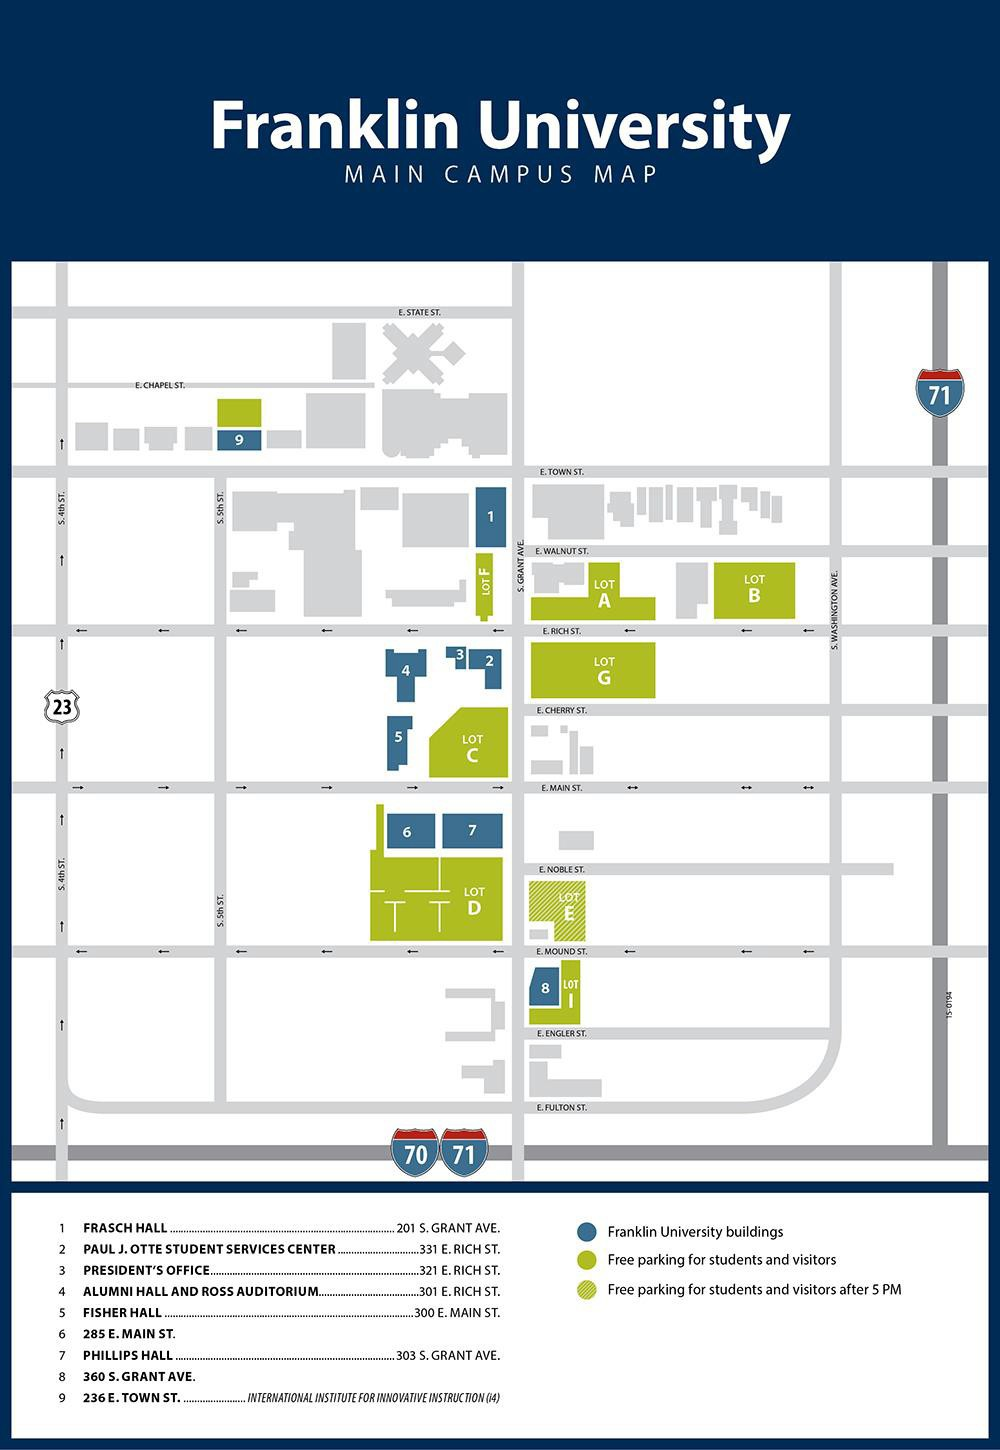 Franklin University
MAIN CAMPUS MAP
E. STATE ST.
E. CHAPEL ST.
71
9
E. TOWN ST.
S. 4th ST.
S. 5th ST.
1
S. GRANT AVE.
E. WALNUT ST.
LOT F
LOT
A
LOT
B
S. WASHINGTON AVE.
E. RICH ST.
4
3
2
LOT
G
23
E. CHERRY ST.
5
LOT
C
E. MAIN ST.
6
7
S. 4th ST.
E. NOBLE ST.
S. 5th ST.
LOT
D
LOT
E
E. MOUND ST.
8
LOT
I
IS-0194
E. ENGLER ST.
E. FULTON ST.
70
71
1 FRASCH HALL ........ 201 S. GRANT AVE.
2 PAUL J. OTTE STUDENT SERVICES CENTER ........ 331 E. RICH ST.
3 PRESIDENT'S OFFICE ........ 321 E. RICH ST.
4 ALUMNI HALL AND ROSS AUDITORIUM ........ 301 E. RICH ST.
5 FISHER HALL ........ 300 E. MAIN ST.
6 285 E. MAIN ST.
7 PHILLIPS HALL ........ 303 S. GRANT AVE.
8 360 S. GRANT AVE.
9 236 E. TOWN ST. ........ INTERNATIONAL INSTITUTE FOR INNOVATIVE INSTRUCTION (i4)
Franklin University buildings
Free parking for students and visitors
Free parking for students and visitors after 5 PM